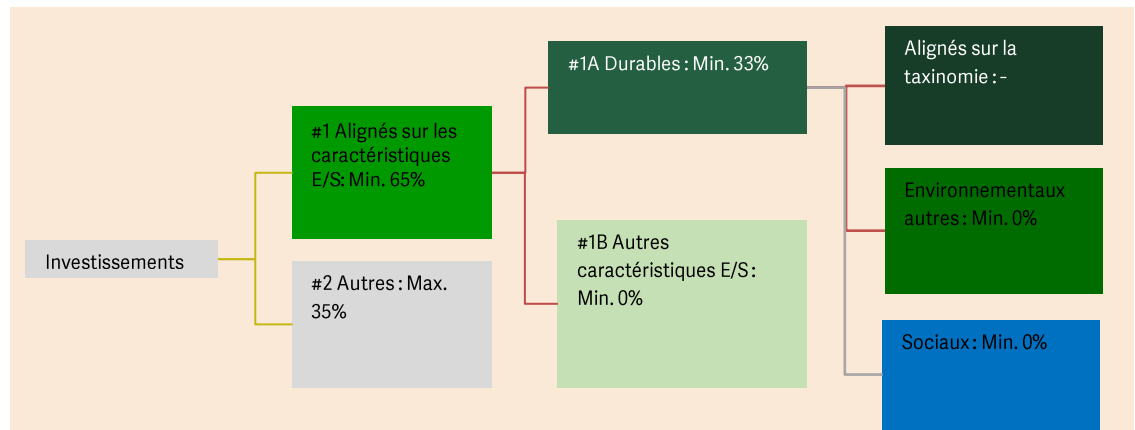 Investissements
#1 Alignés sur les
caractéristiques
E/S: Min. 65%
#2 Autres : Max.
35%
#1A Durables : Min. 33%
#1B Autres
caractéristiques E/S :
Min. 0%
Alignés sur la
taxinomie : -
Environnementaux
autres : Min. 0%
Sociaux : Min. 0%